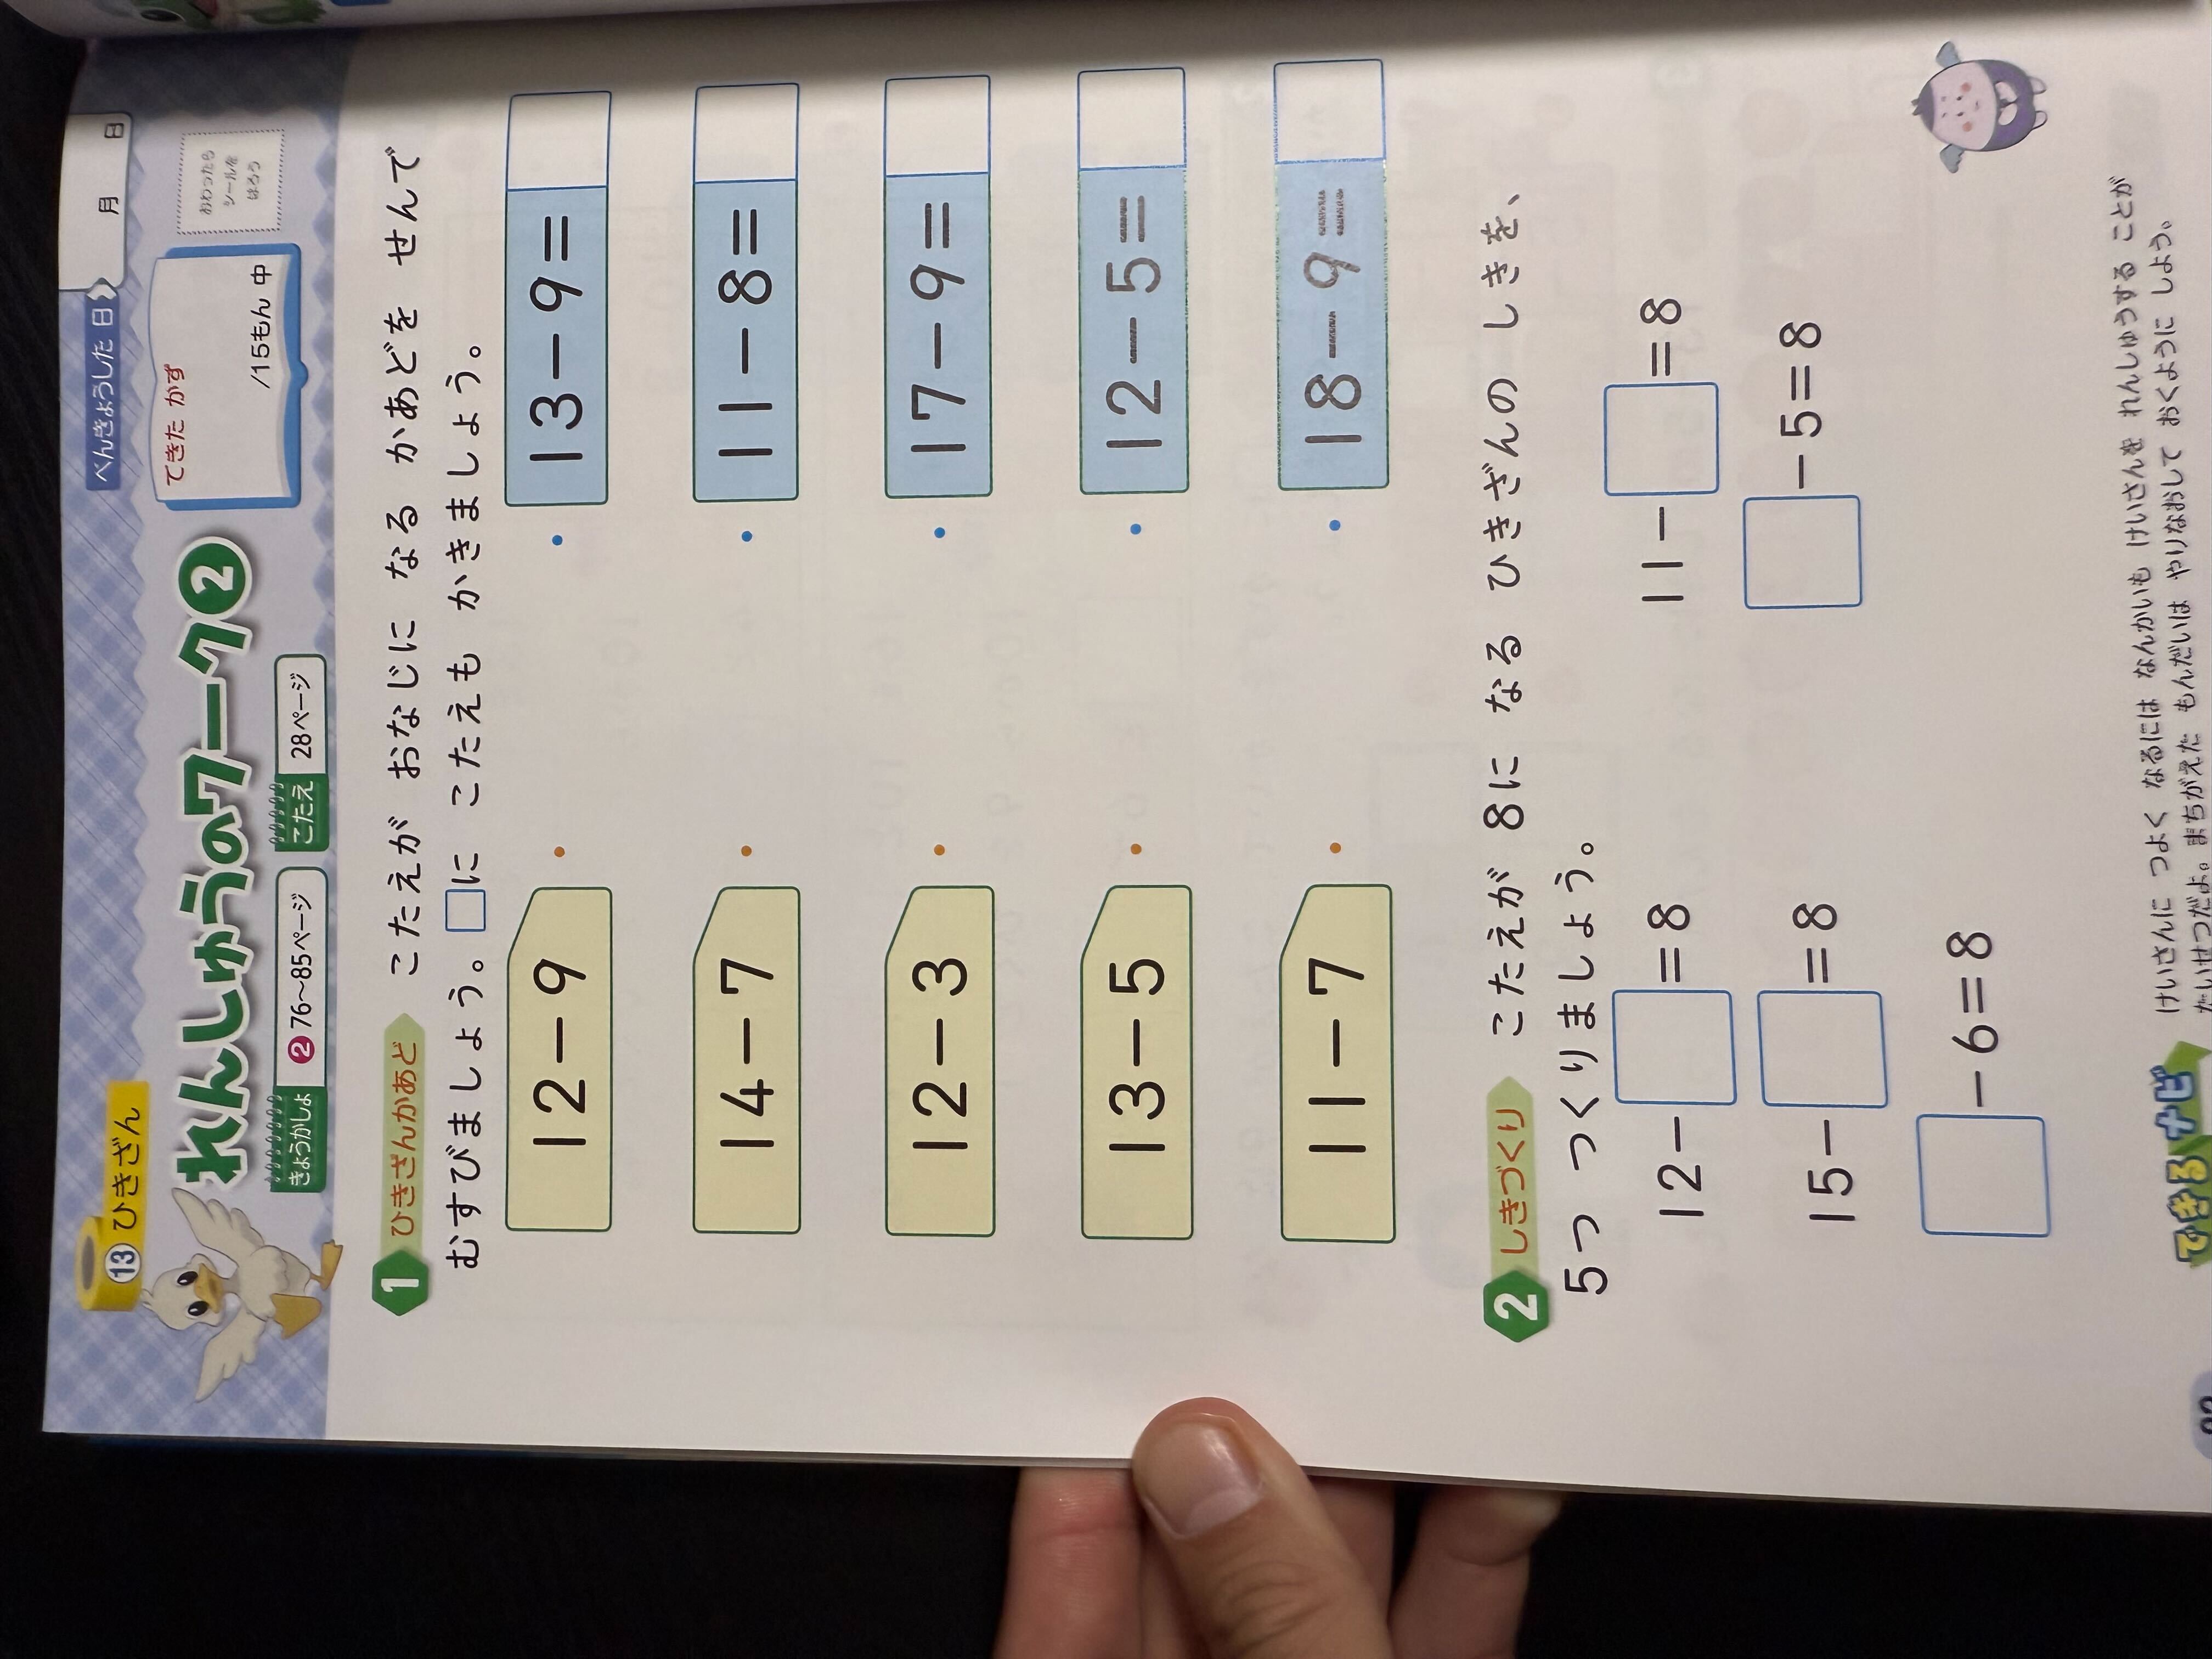 べんきょうした 日
月 日
⑬ ひきざん
れんしゅうのワーク②
できた かず
/15もん 中
おわったら
シールを
はろう
きょうかしょ ❷76〜85ページ こたえ 28ページ
1 ひきざんかあど こたえが おなじに なる かあどを せんで
むすびましょう。□に こたえも かきましょう。
12−9 ・ ・ 13−9=
14−7 ・ ・ 11−8=
12−3 ・ ・ 17−9=
13−5 ・ ・ 12−5=
11−7 ・ ・ 18−9=
2 しきづくり こたえが 8に なる ひきざんの しきを、
5つ つくりましょう。
12−□=8 11−□=8
15−□=8 □−5=8
□−6=8
できるナビ
けいさんに つよく なるには なんかいも けいさんを れんしゅうする ことが
たいせつだよ。まちがえた もんだいは やりなおして おくように しよう。